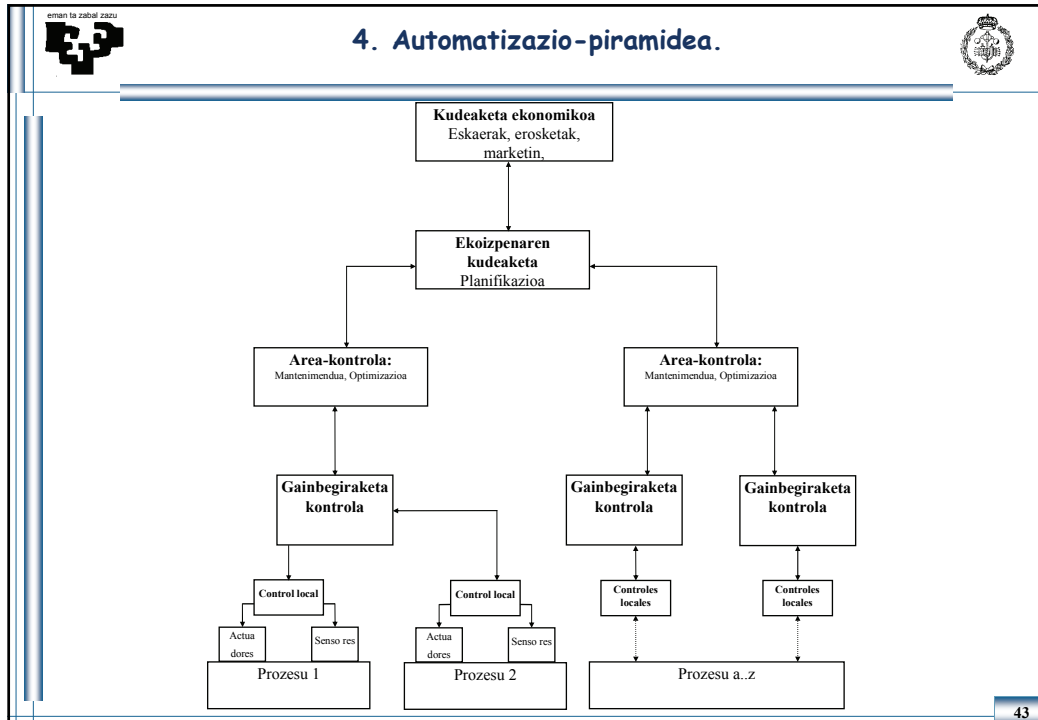 eman ta zabal zazu
4. Automatizazio-piramidea.
Kudeaketa ekonomikoa
Eskaerak, erosketak,
marketin,
Ekoizpenaren
kudeaketa
Planifikazioa
Area-kontrola:
Mantenimendua, Optimizazioa
Area-kontrola:
Mantenimendua, Optimizazioa
Gainbegiraketa
kontrola
Gainbegiraketa
kontrola
Gainbegiraketa
kontrola
Control local
Control local
Controles
locales
Controles
locales
Actua
dores
Senso res
Actua
dores
Senso res
Prozesu 1
Prozesu 2
Prozesu a..z
43